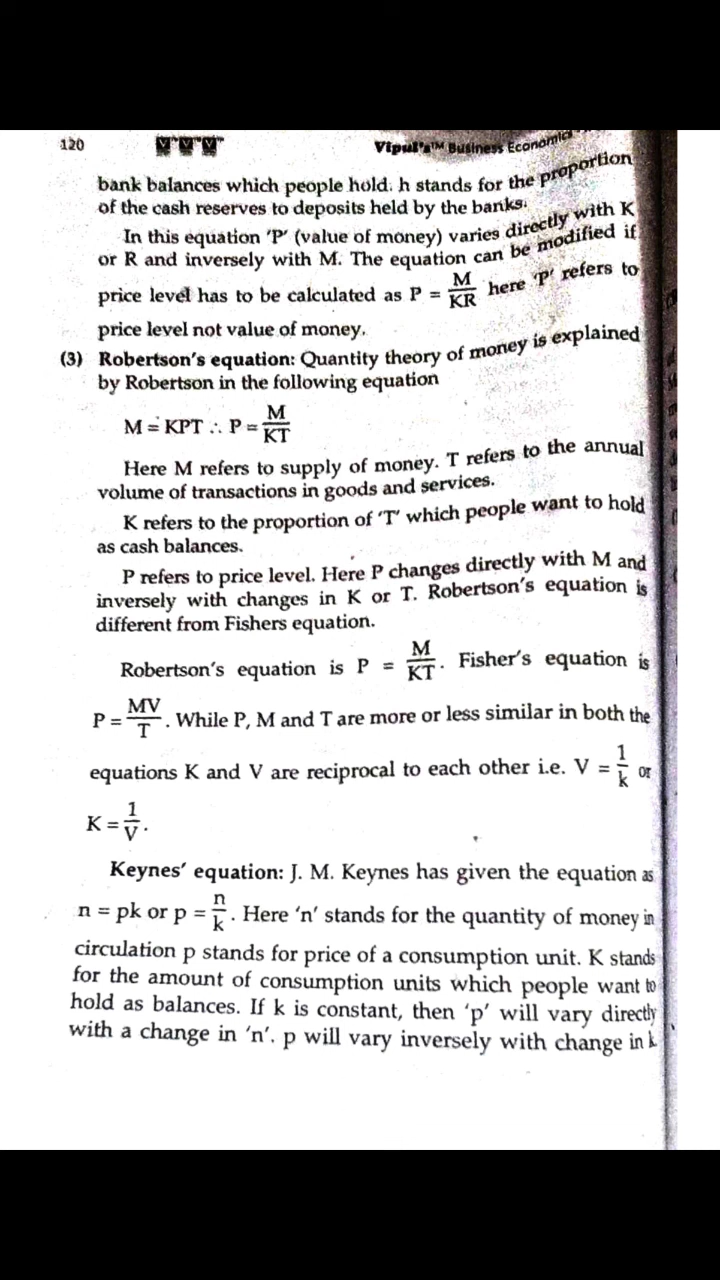 120 Vipul's™ Business Economics
bank balances which people hold. h stands for the proportion
of the cash reserves to deposits held by the banks.
In this equation 'P' (value of money) varies directly with K
or R and inversely with M. The equation can be modified if
price level has to be calculated as P = M/KR here 'P' refers to
price level not value of money.
(3) Robertson's equation: Quantity theory of money is explained
by Robertson in the following equation
M = KPT ∴ P = M/KT
Here M refers to supply of money. T refers to the annual
volume of transactions in goods and services.
K refers to the proportion of 'T' which people want to hold
as cash balances.
P refers to price level. Here P changes directly with M and
inversely with changes in K or T. Robertson's equation is
different from Fishers equation.
Robertson's equation is P = M/KT. Fisher's equation is
P = MV/T. While P, M and T are more or less similar in both the
equations K and V are reciprocal to each other i.e. V = 1/k or
K = 1/V.
Keynes' equation: J. M. Keynes has given the equation as
n = pk or p = n/k. Here 'n' stands for the quantity of money in
circulation p stands for price of a consumption unit. K stands
for the amount of consumption units which people want to
hold as balances. If k is constant, then 'p' will vary directly
with a change in 'n'. p will vary inversely with change in k